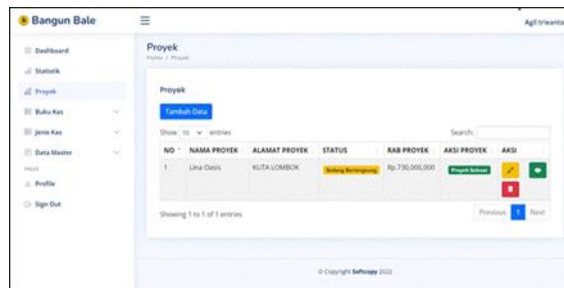 Bangun Bale
Agil trieanto
Dashboard
Statistik
Proyek
Buku Kas
Jenis Kas
Data Master
Profile
Sign Out
Proyek
Home / Proyek
Proyek
Tambah Data
Show 10 entries
Search:
NO NAMA PROYEK ALAMAT PROYEK STATUS RAB PROYEK AKSI PROYEK AKSI
1 Lina Oasis KUTA LOMBOK Sedang Berlangsung Rp.730,000,000 Proyek Selesai
Showing 1 to 1 of 1 entries
Previous 1 Next
© Copyright Softcopy 2022